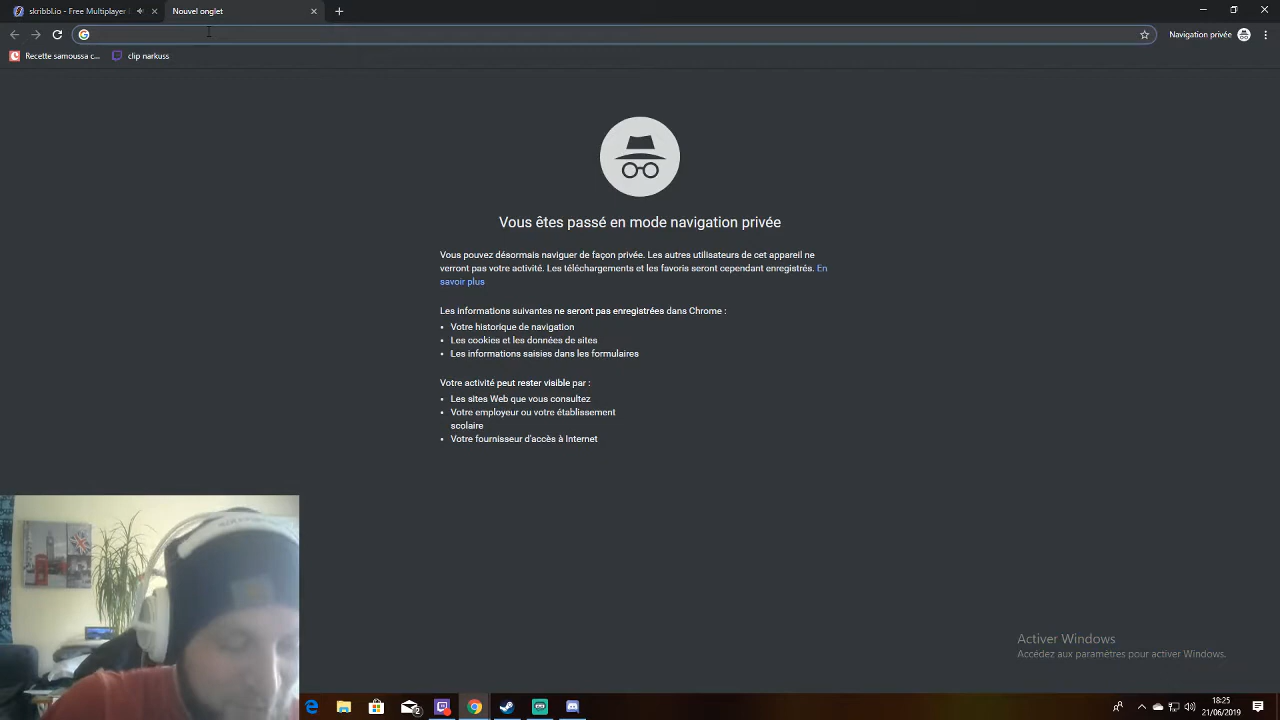 skribbl.io - Free Multiplayer
Nouvel onglet
Navigation privée
Recette samoussa c...
clip narkuss
Vous êtes passé en mode navigation privée
Vous pouvez désormais naviguer de façon privée. Les autres utilisateurs de cet appareil ne
verront pas votre activité. Les téléchargements et les favoris seront cependant enregistrés. En
savoir plus
Les informations suivantes ne seront pas enregistrées dans Chrome :
• Votre historique de navigation
• Les cookies et les données de sites
• Les informations saisies dans les formulaires
Votre activité peut rester visible par :
• Les sites Web que vous consultez
• Votre employeur ou votre établissement
scolaire
• Votre fournisseur d'accès à Internet
Activer Windows
Accédez aux paramètres pour activer Windows.
2
18:25
21/06/2019